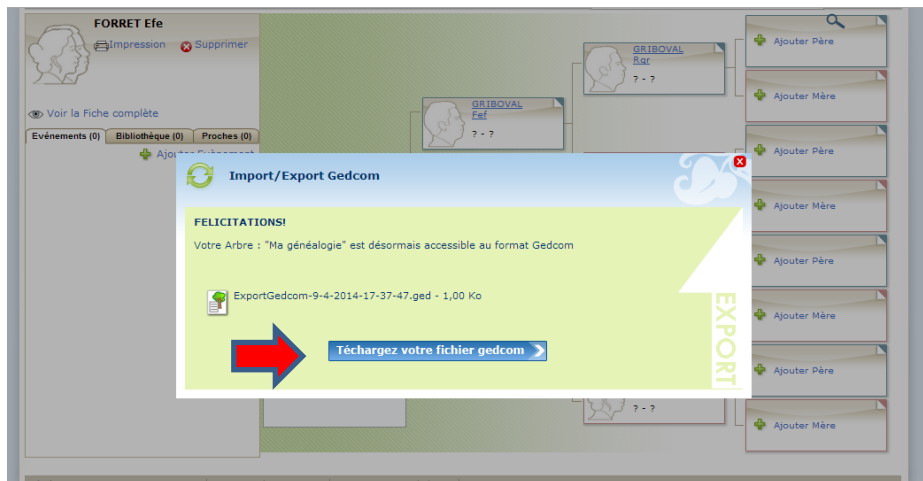 FORRET Efe
Impression
Supprimer
Voir la Fiche complète
Evénements (0)
Bibliothèque (0)
Proches (0)
Ajouter Evènement
GRIBOVAL
Fef
? - ?
GRIBOVAL
Rgr
? - ?
Ajouter Père
Ajouter Mère
Ajouter Père
Ajouter Mère
Ajouter Père
Ajouter Mère
Ajouter Père
Ajouter Mère
? - ?
Import/Export Gedcom
FELICITATIONS!
Votre Arbre : "Ma généalogie" est désormais accessible au format Gedcom
ExportGedcom-9-4-2014-17-37-47.ged - 1,00 Ko
Téchargez votre fichier gedcom
EXPORT